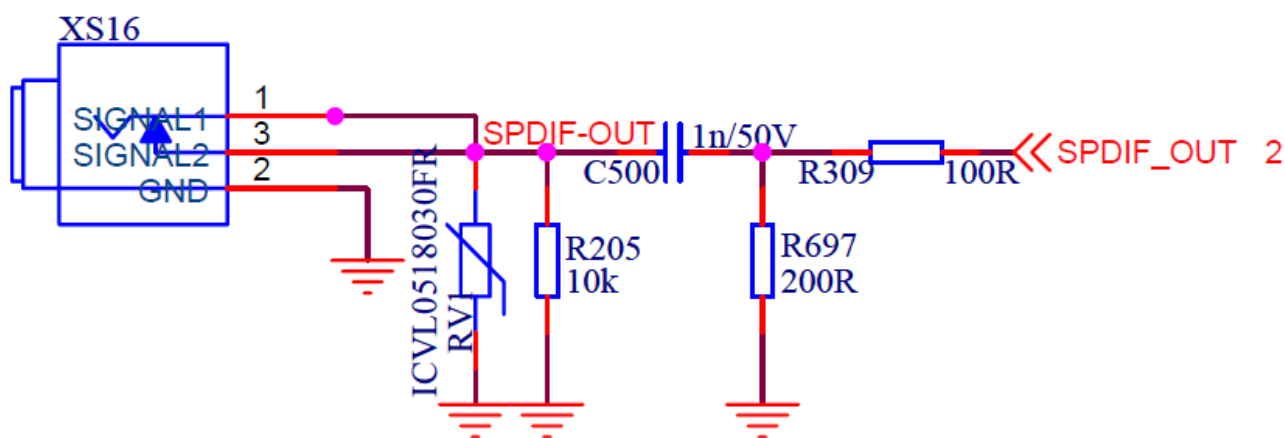 XS16
SIGNAL1
1
SIGNAL2
3
GND
2
SPDIF-OUT
C500
1n/50V
R309
100R
SPDIF_OUT 2
ICVL0518030FR
RV1
R205
10k
R697
200R